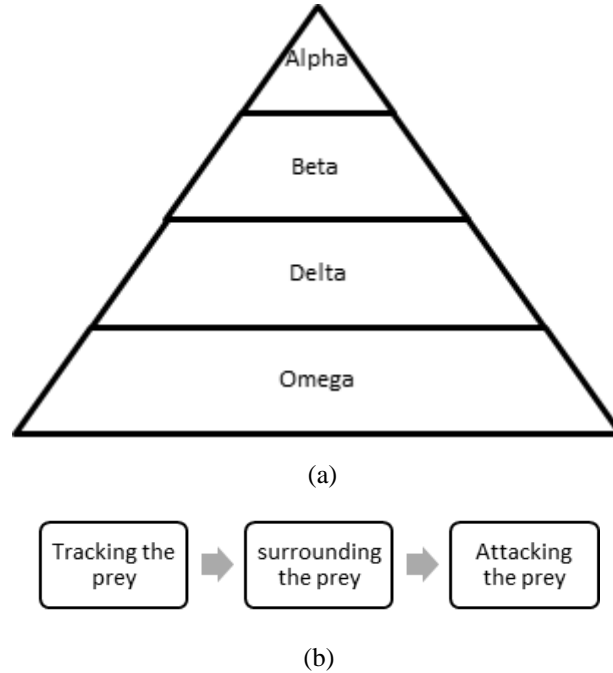 Alpha
Beta
Delta
Omega
(a)
Tracking the
prey
surrounding
the prey
Attacking
the prey
(b)